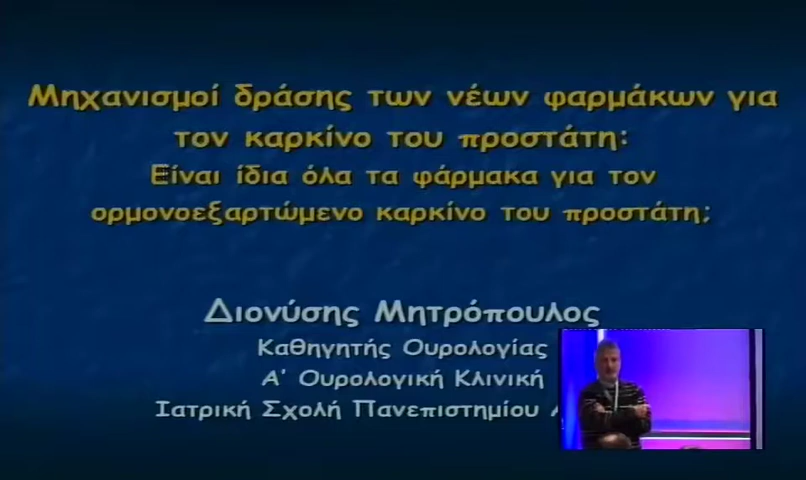 Μηχανισμοί δράσης των νέων φαρμάκων για
τον καρκίνο του προστάτη:
Είναι ίδια όλα τα φάρμακα για τον
ορμονοεξαρτώμενο καρκίνο του προστάτη;
Διονύσης Μητρόπουλος
Καθηγητής Ουρολογίας
Α' Ουρολογική Κλινική
Ιατρική Σχολή Πανεπιστημίου